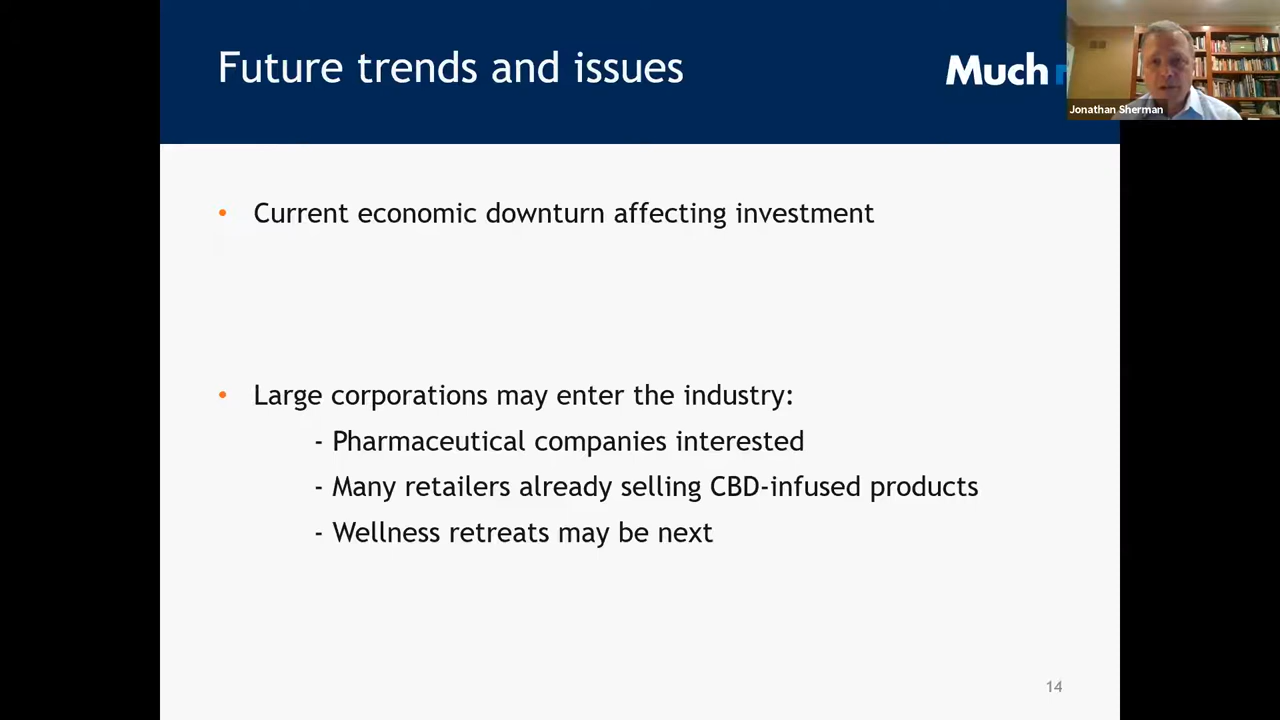 Future trends and issues
Much
Jonathan Sherman
• Current economic downturn affecting investment
• Large corporations may enter the industry:
- Pharmaceutical companies interested
- Many retailers already selling CBD-infused products
- Wellness retreats may be next
14